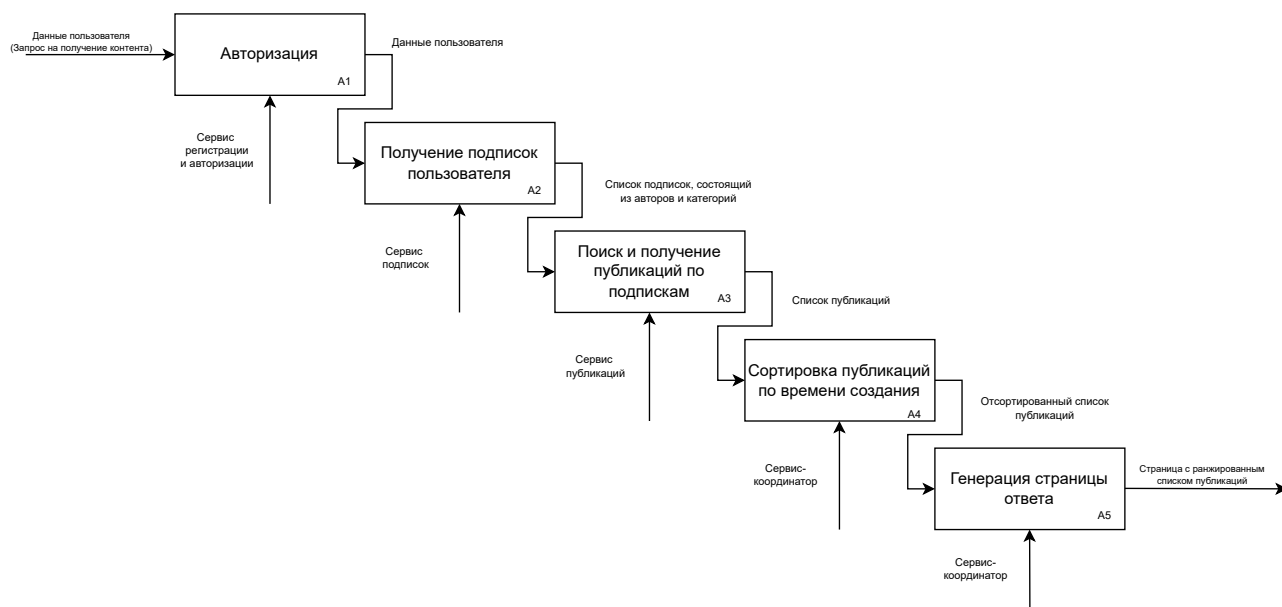 Данные пользователя
(Запрос на получение контента)
Авторизация
A1
Данные пользователя
Сервис
регистрации
и авторизации
Получение подписок
пользователя
A2
Список подписок, состоящий
из авторов и категорий
Сервис
подписок
Поиск и получение
публикаций по
подпискам
A3
Список публикаций
Сервис
публикаций
Сортировка публикаций
по времени создания
A4
Отсортированный список
публикаций
Сервис-
координатор
Генерация страницы
ответа
A5
Страница с ранжированным
списком публикаций
Сервис-
координатор